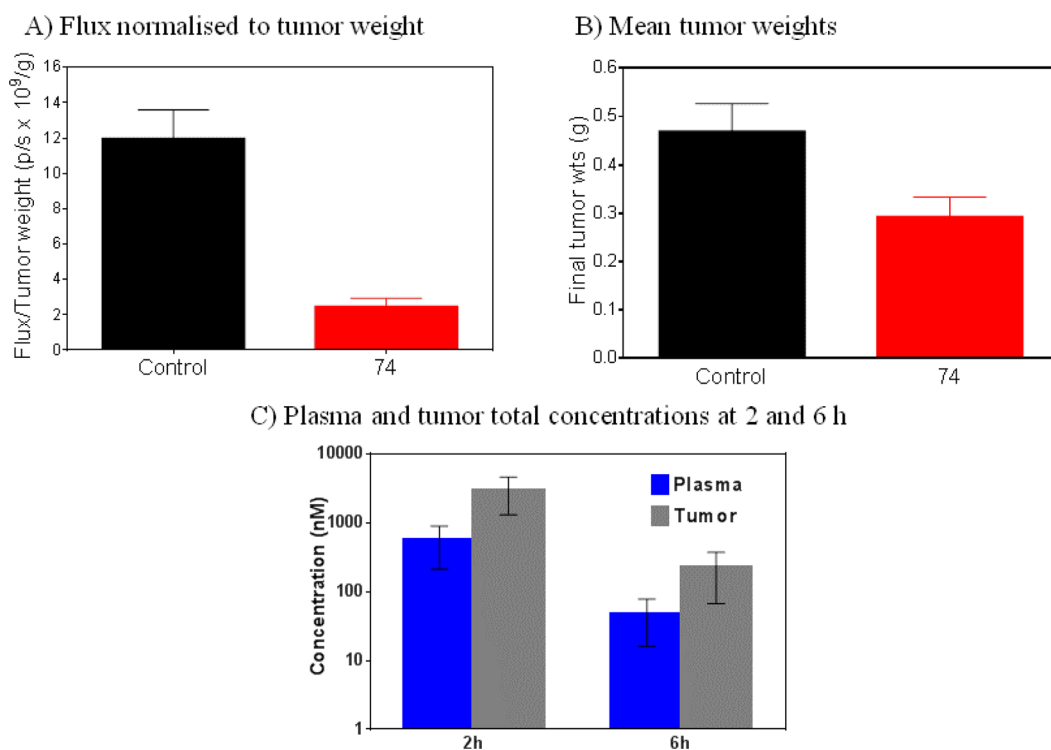 A) Flux normalised to tumor weight
B) Mean tumor weights
Flux/Tumor weight (p/s x 10⁹/g)
16
14
12
10
8
6
4
2
0
Control
74
Final tumor wts (g)
0.6
0.5
0.4
0.3
0.2
0.1
0.0
Control
74
C) Plasma and tumor total concentrations at 2 and 6 h
Concentration (nM)
10000
1000
100
10
1
Plasma
Tumor
2h
6h